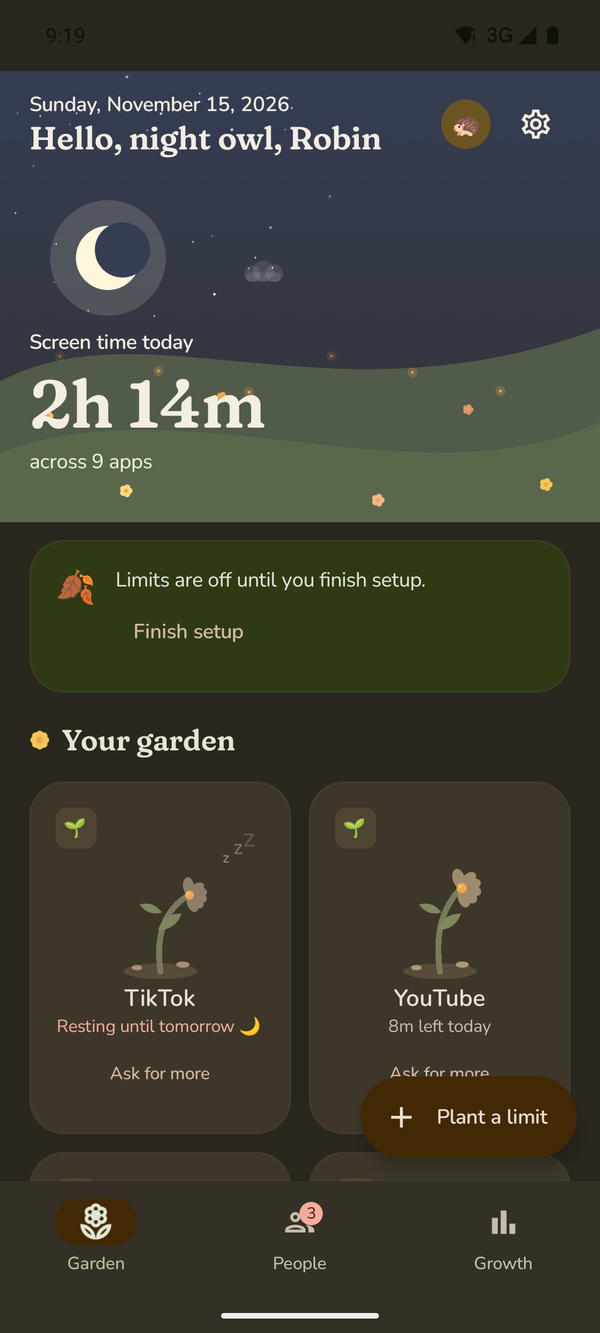 9:19
3G
Sunday, November 15, 2026
Hello, night owl, Robin
Screen time today
2h 14m
across 9 apps
Limits are off until you finish setup.
Finish setup
Your garden
z z Z
TikTok
Resting until tomorrow 🌙
Ask for more
YouTube
8m left today
Ask for more
+ Plant a limit
3
Garden
People
Growth